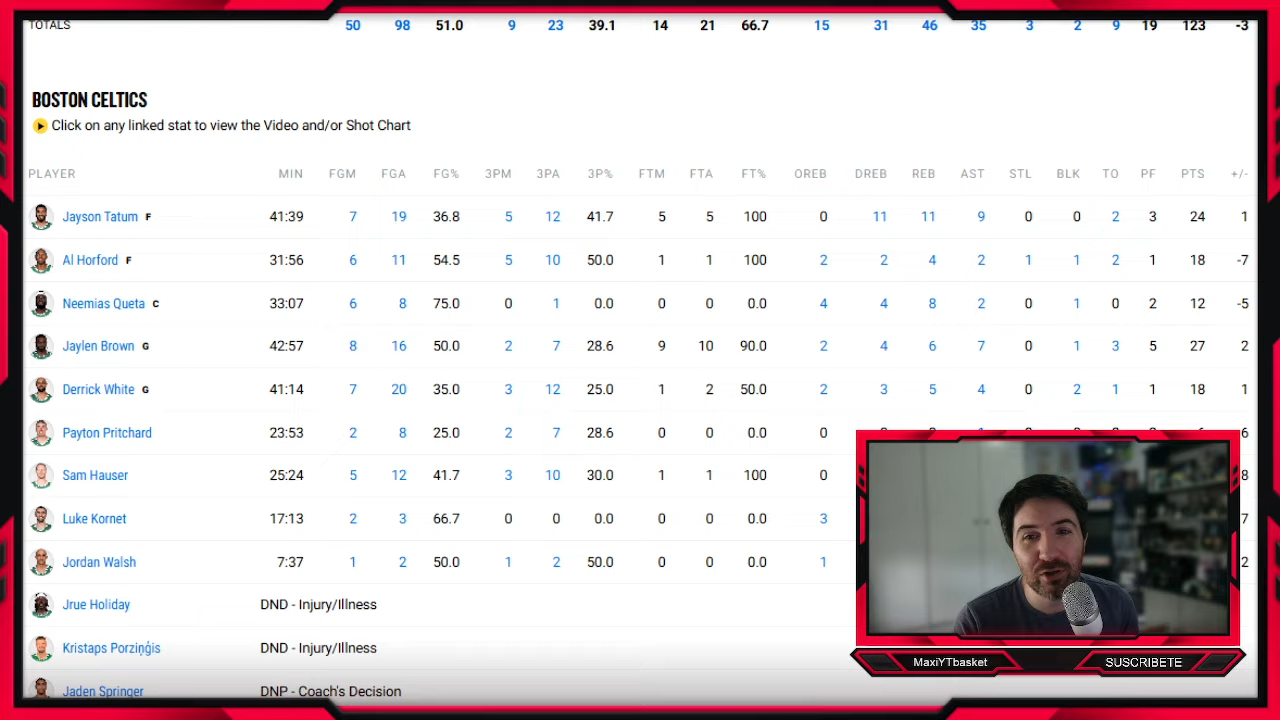 TOTALS 50 98 51.0 9 23 39.1 14 21 66.7 15 31 46 35 3 2 9 19 123 -3
BOSTON CELTICS
Click on any linked stat to view the Video and/or Shot Chart
PLAYER MIN FGM FGA FG% 3PM 3PA 3P% FTM FTA FT% OREB DREB REB AST STL BLK TO PF PTS +/-
Jayson Tatum F 41:39 7 19 36.8 5 12 41.7 5 5 100 0 11 11 9 0 0 2 3 24 1
Al Horford F 31:56 6 11 54.5 5 10 50.0 1 1 100 2 2 4 2 1 1 2 1 18 -7
Neemias Queta C 33:07 6 8 75.0 0 1 0.0 0 0 0.0 4 4 8 2 0 1 0 2 12 -5
Jaylen Brown G 42:57 8 16 50.0 2 7 28.6 9 10 90.0 2 4 6 7 0 1 3 5 27 2
Derrick White G 41:14 7 20 35.0 3 12 25.0 1 2 50.0 2 3 5 4 0 2 1 1 18 1
Payton Pritchard 23:53 2 8 25.0 2 7 28.6 0 0 0.0 0 6
Sam Hauser 25:24 5 12 41.7 3 10 30.0 1 1 100 0 8
Luke Kornet 17:13 2 3 66.7 0 0 0.0 0 0 0.0 3 7
Jordan Walsh 7:37 1 2 50.0 1 2 50.0 0 0 0.0 1 2
Jrue Holiday DND - Injury/Illness
Kristaps Porziņģis DND - Injury/Illness
Jaden Springer DNP - Coach's Decision
MaxiYTbasket SUSCRIBETE